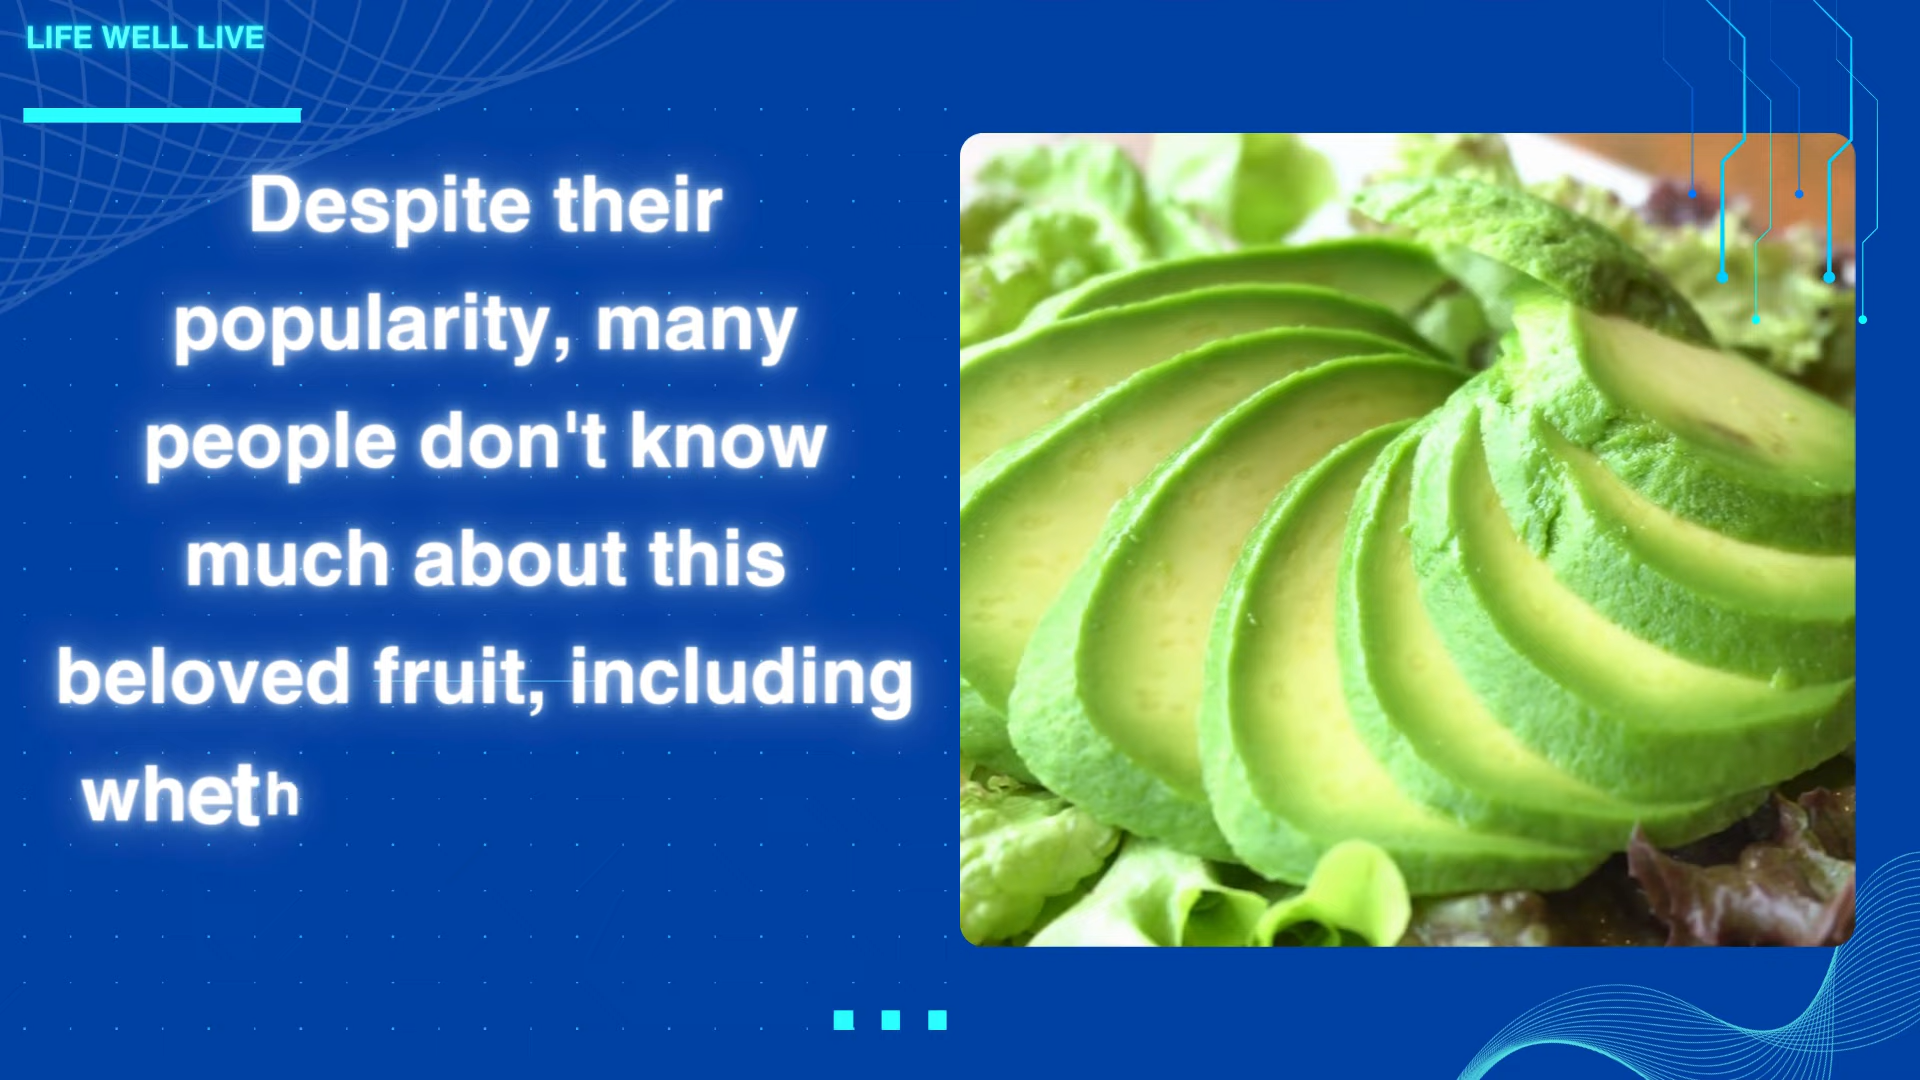 LIFE WELL LIVE
Despite their
popularity, many
people don't know
much about this
beloved fruit, including
wheth